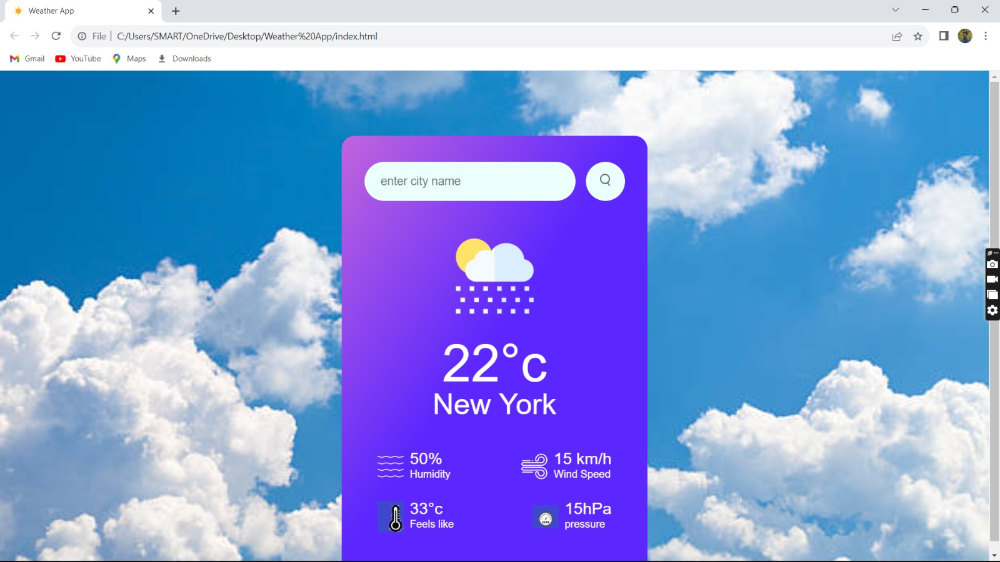 Weather App
File | C:/Users/SMART/OneDrive/Desktop/Weather%20App/index.html
Gmail YouTube Maps Downloads
enter city name
22°c
New York
50% 15 km/h
Humidity Wind Speed
33°c 15hPa
Feels like pressure